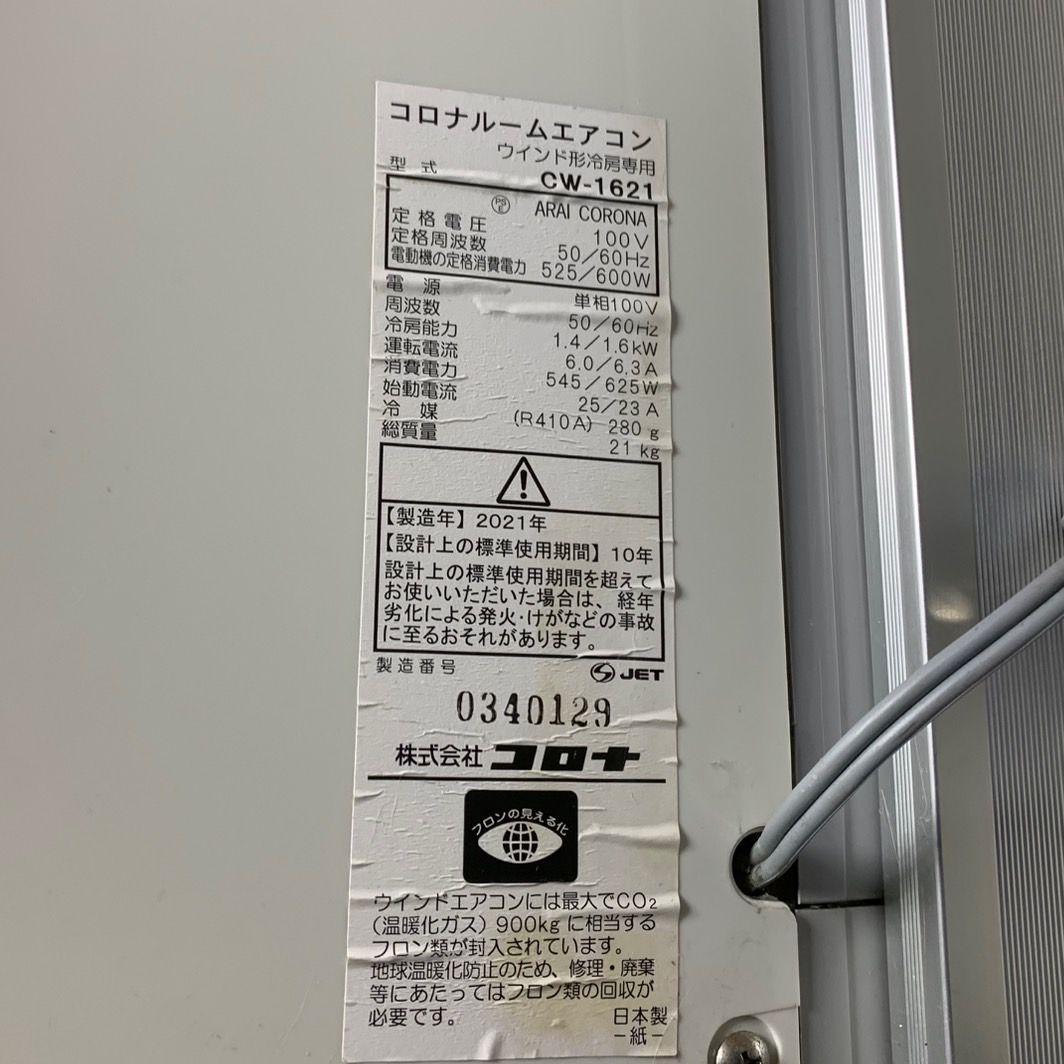 コロナルームエアコン
ウインド形冷房専用
型式 CW-1621
PSE ARAI CORONA
定格電圧 100V
定格周波数 50/60Hz
電動機の定格消費電力 525/600W
電源 単相100V
周波数 50/60Hz
冷房能力 1.4/1.6kW
運転電流 6.0/6.3A
消費電力 545/625W
始動電流 25/23A
冷媒 (R410A) 280g
総質量 21kg
【製造年】2021年
【設計上の標準使用期間】10年
設計上の標準使用期間を超えて
お使いいただいた場合は、経年
劣化による発火・けがなどの事故
に至るおそれがあります。
製造番号 JET
0340129
株式会社 コロナ
フロンの見える化
ウインドエアコンには最大でCO₂
(温暖化ガス)900kgに相当する
フロン類が封入されています。
地球温暖化防止のため、修理・廃棄
等にあたってはフロン類の回収が
必要です。 日本製
-紙-